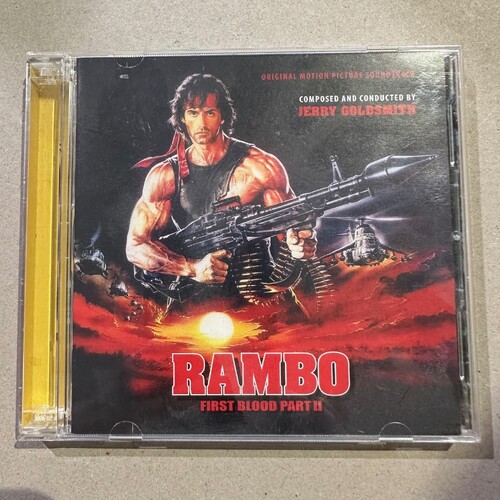 ORIGINAL MOTION PICTURE SOUNDTRACK
COMPOSED AND CONDUCTED BY
JERRY GOLDSMITH
RAMBO
FIRST BLOOD PART II